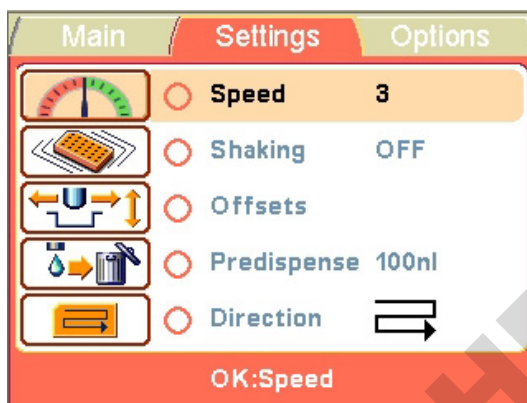 Main Settings Options
Speed 3
Shaking OFF
Offsets
Predispense 100nl
Direction
OK:Speed